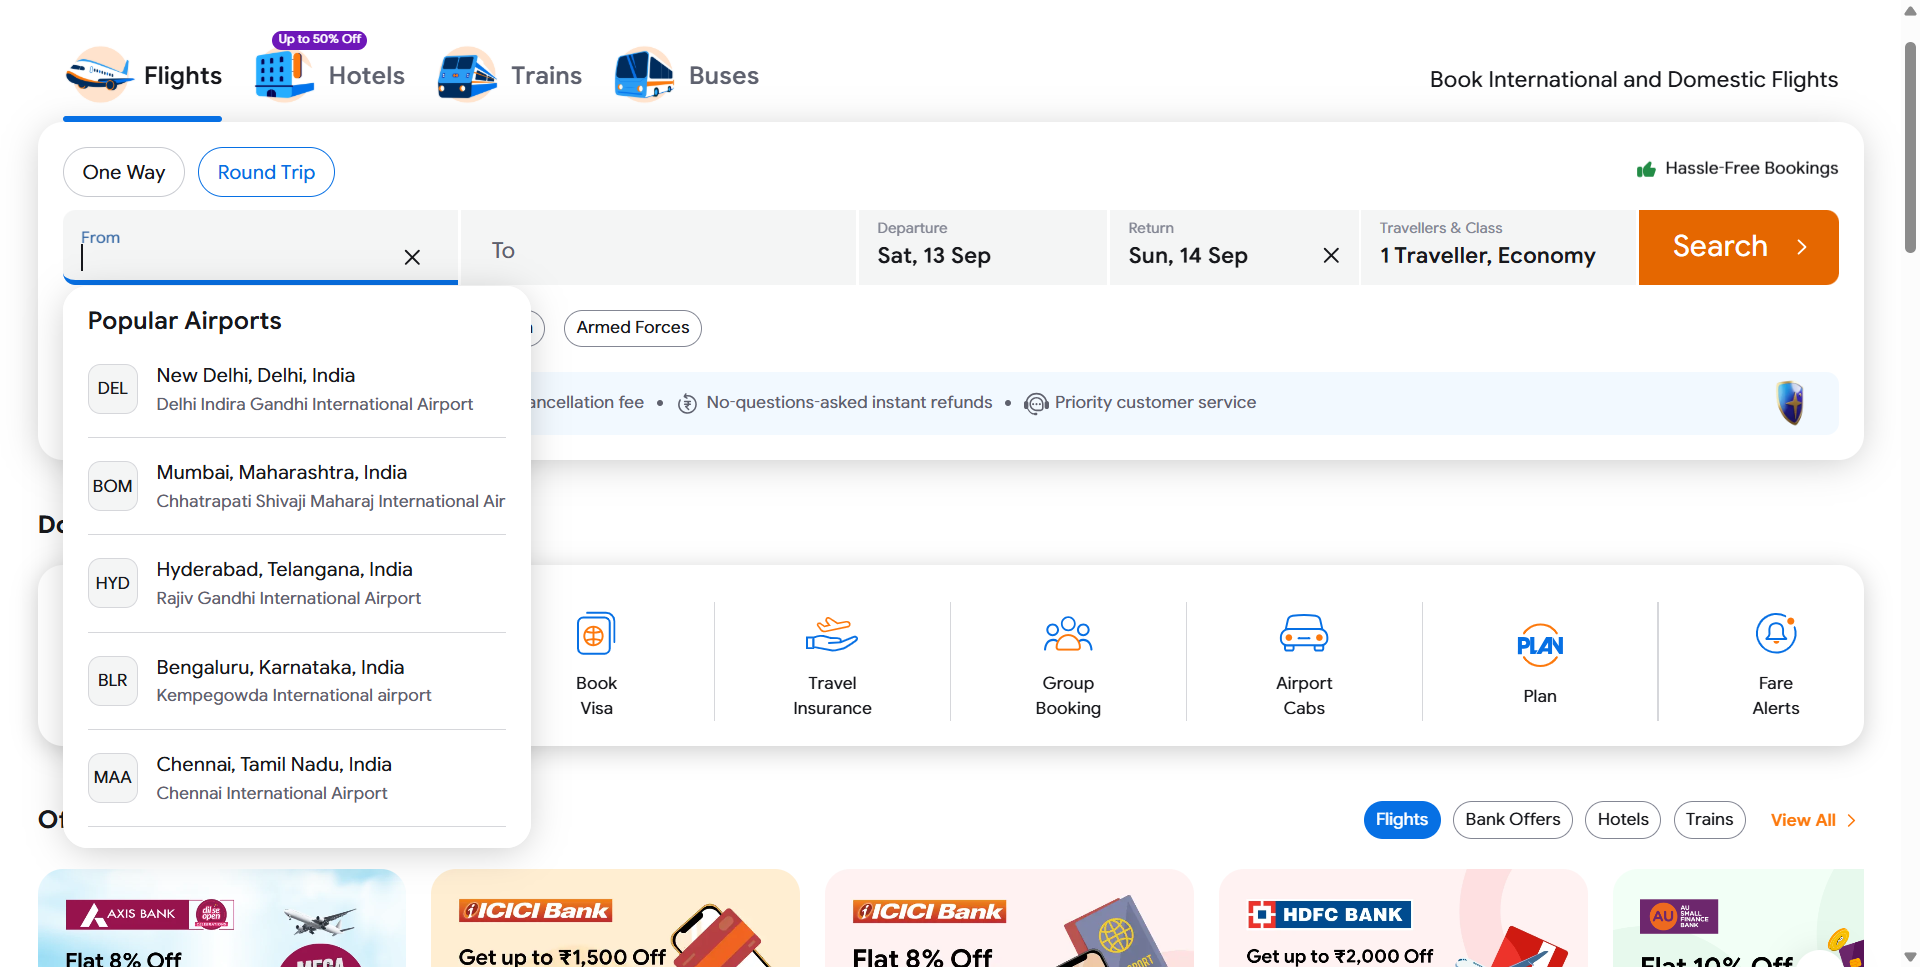 Up to 50% Off
Flights
Hotels
Trains
Buses
Book International and Domestic Flights
One Way
Round Trip
Hassle-Free Bookings
From
To
Departure
Sat, 13 Sep
Return
Sun, 14 Sep
Travellers & Class
1 Traveller, Economy
Search
Popular Airports
Armed Forces
DEL
New Delhi, Delhi, India
Delhi Indira Gandhi International Airport
ancellation fee • No-questions-asked instant refunds • Priority customer service
BOM
Mumbai, Maharashtra, India
Chhatrapati Shivaji Maharaj International Air
HYD
Hyderabad, Telangana, India
Rajiv Gandhi International Airport
BLR
Bengaluru, Karnataka, India
Kempegowda International airport
MAA
Chennai, Tamil Nadu, India
Chennai International Airport
Book
Visa
Travel
Insurance
Group
Booking
Airport
Cabs
PLAN
Plan
Fare
Alerts
Flights
Bank Offers
Hotels
Trains
View All
AXIS BANK
dil se
open
Flat 8% Off
MEGA
ICICI Bank
Get up to ₹1,500 Off
ICICI Bank
Flat 8% Off
HDFC BANK
Get up to ₹2,000 Off
AU
SMALL
FINANCE
BANK
Flat 10% Off